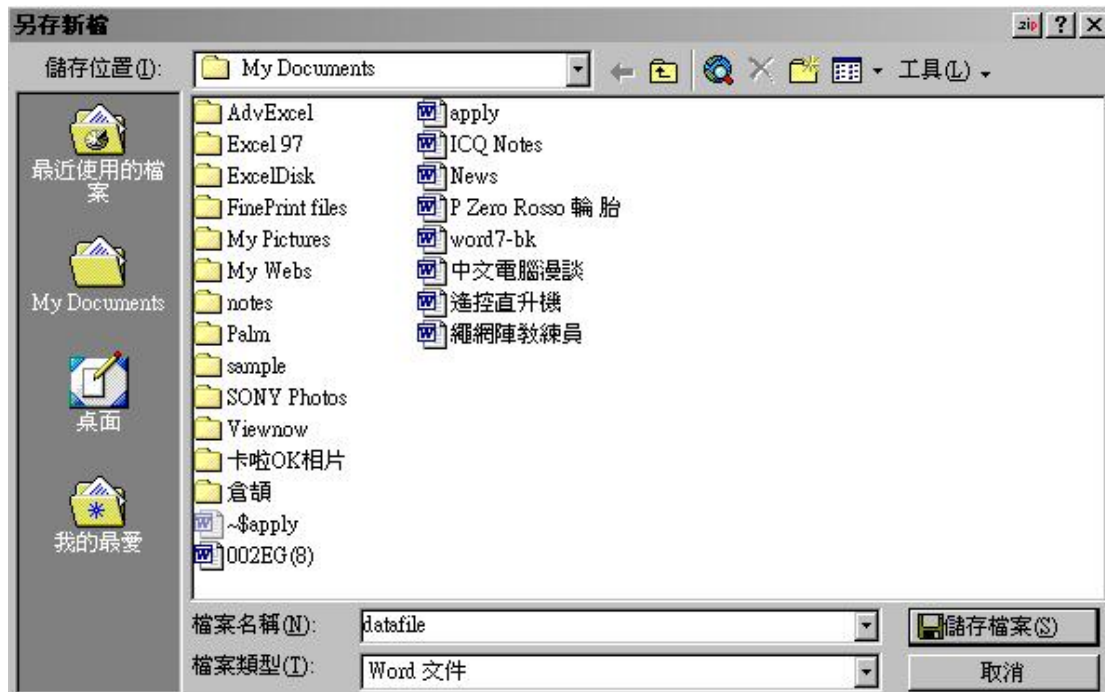 另存新檔
zip
儲存位置(I):
My Documents
工具(L)
最近使用的檔
案
My Documents
桌面
我的最愛
AdvExcel
Excel 97
ExcelDisk
FinePrint files
My Pictures
My Webs
notes
Palm
sample
SONY Photos
Viewnow
卡啦OK相片
倉頡
~$apply
002EG(8)
apply
ICQ Notes
News
P Zero Rosso 輪 胎
word7-bk
中文電腦漫談
遙控直升機
繩網陣教練員
檔案名稱(N):
datafile
儲存檔案(S)
檔案類型(T):
Word 文件
取消